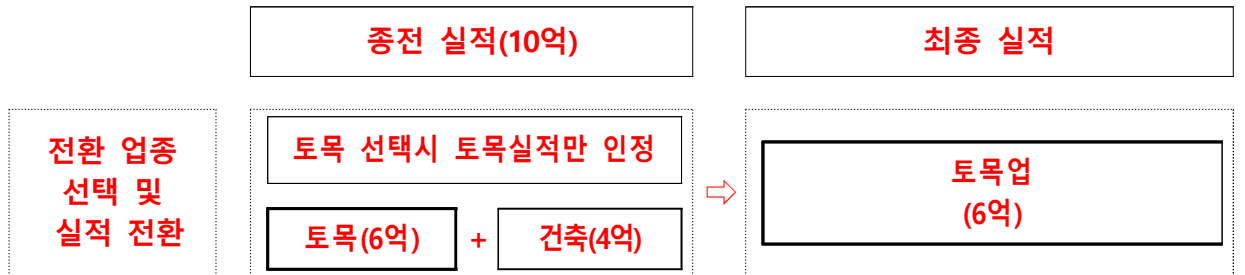 종전 실적(10억)
최종 실적
전환 업종
선택 및
실적 전환
토목 선택시 토목실적만 인정
토목(6억) + 건축(4억)
⇨
토목업
(6억)